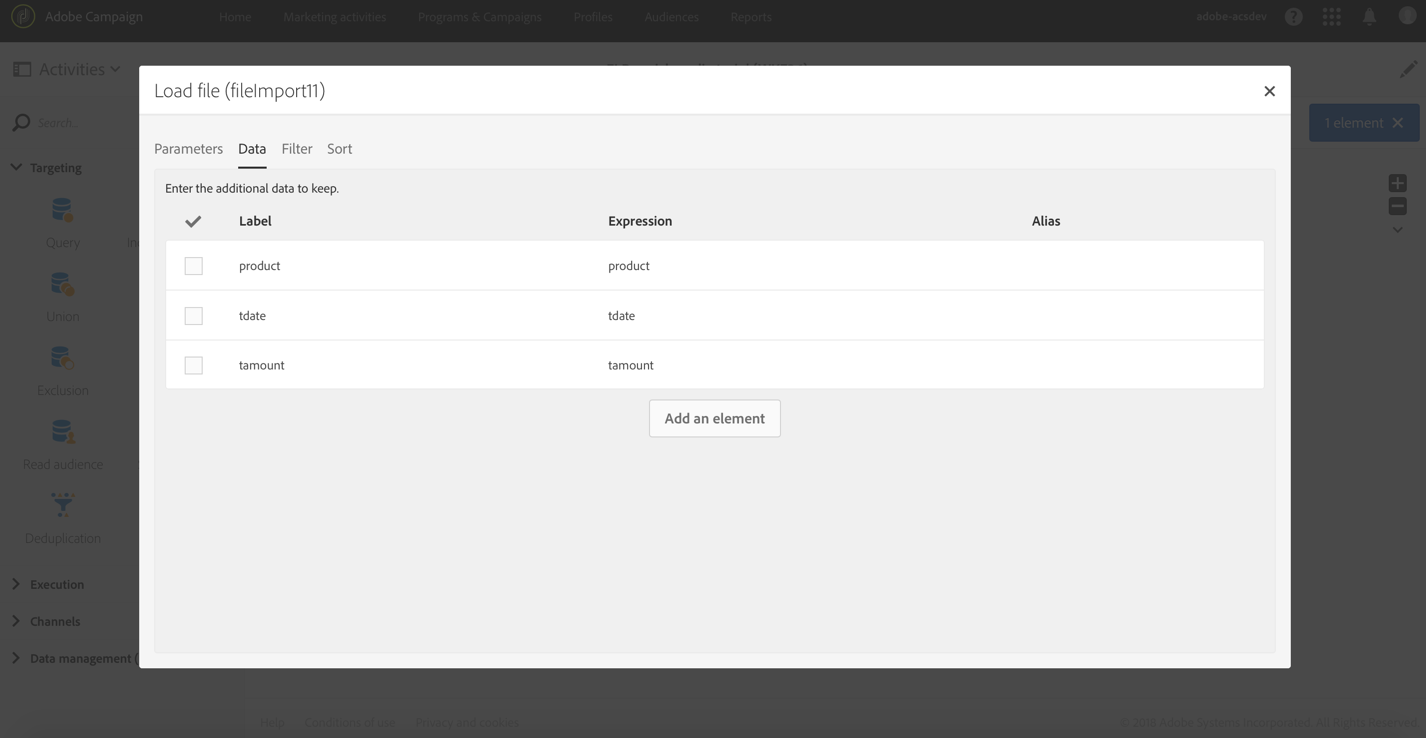 Adobe Campaign Home Marketing activities Programs & Campaigns Profiles Audiences Reports adobe-acsdev
Activities
Load file (fileImport11)
Search...
1 element
Parameters Data Filter Sort
Targeting
Enter the additional data to keep.
Label Expression Alias
Query
product product
Union
tdate tdate
Exclusion
tamount tamount
Add an element
Read audience
Deduplication
Execution
Channels
Data management (
Help Conditions of use Privacy and cookies © 2018 Adobe Systems Incorporated. All Rights Reserved.